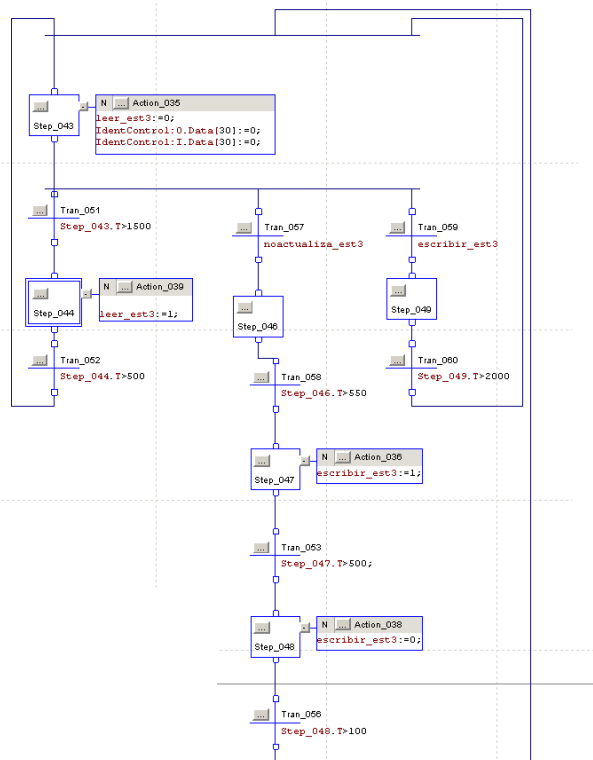 N ... Action_035
...
leer_est3:=0;
IdentControl:O.Data[30]:=0;
Step_043
IdentControl:I.Data[30]:=0;
... Tran_051
Step_043.T>1500
... Tran_057
noactualiza_est3
... Tran_059
escribir_est3
N ... Action_039
...
Step_044
leer_est3:=1;
...
Step_046
...
Step_049
... Tran_052
Step_044.T>500
... Tran_060
Step_049.T>2000
... Tran_058
Step_046.T>550
N ... Action_036
...
Step_047
escribir_est3:=1;
... Tran_053
Step_047.T>500;
N ... Action_038
...
Step_048
escribir_est3:=0;
... Tran_056
Step_048.T>100